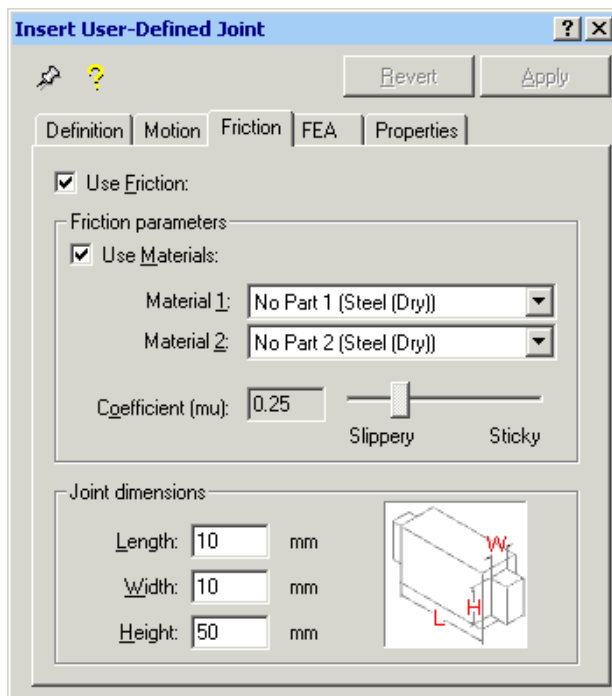 Insert User-Defined Joint ? X
? Revert Apply
Definition Motion Friction FEA Properties
Use Friction:
Friction parameters
Use Materials:
Material 1: No Part 1 (Steel (Dry))
Material 2: No Part 2 (Steel (Dry))
Coefficient (mu): 0.25
Slippery Sticky
Joint dimensions
Length: 10 mm
Width: 10 mm
Height: 50 mm
W
H
L